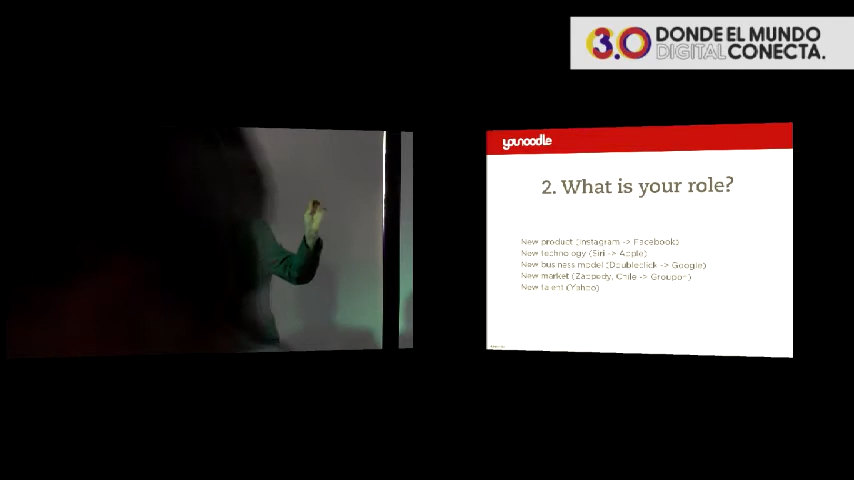 3.0 DONDE EL MUNDO
DIGITAL CONECTA.
younoodle
2. What is your role?
New product (Instagram -> Facebook)
New technology (Siri -> Apple)
New business model (Doubleclick -> Google)
New market (Zappedy, Chile -> Groupon)
New talent (Yahoo)